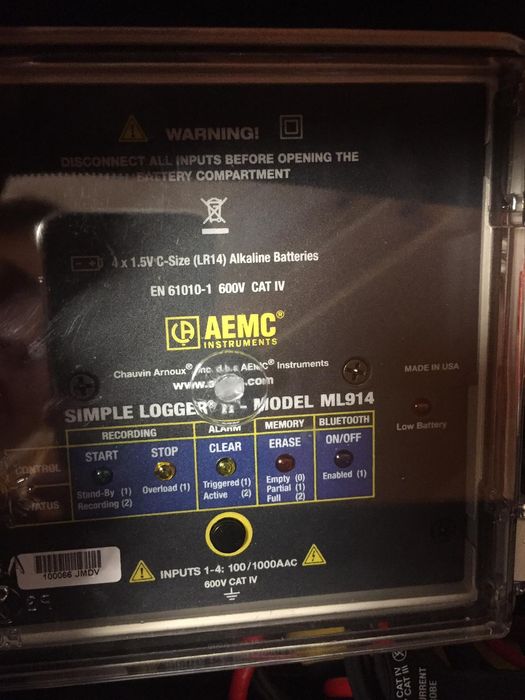 WARNING!
DISCONNECT ALL INPUTS BEFORE OPENING THE
BATTERY COMPARTMENT
4 x 1.5V C-Size (LR14) Alkaline Batteries
EN 61010-1 600V CAT IV
AEMC®
INSTRUMENTS
Chauvin Arnoux® Inc. d.b.a AEMC® Instruments
MADE IN USA
SIMPLE LOGGER® II - MODEL ML914
Low Battery
RECORDING ALARM MEMORY BLUETOOTH
CONTROL START STOP CLEAR ERASE ON/OFF
STATUS Stand-By (1) Overload (1) Triggered (1) Empty (0) Enabled (1)
Recording (2) Active (2) Partial (1)
Full (2)
100066 JMDV
INPUTS 1-4: 100/1000AAC
600V CAT IV
CAT IV
CAT III